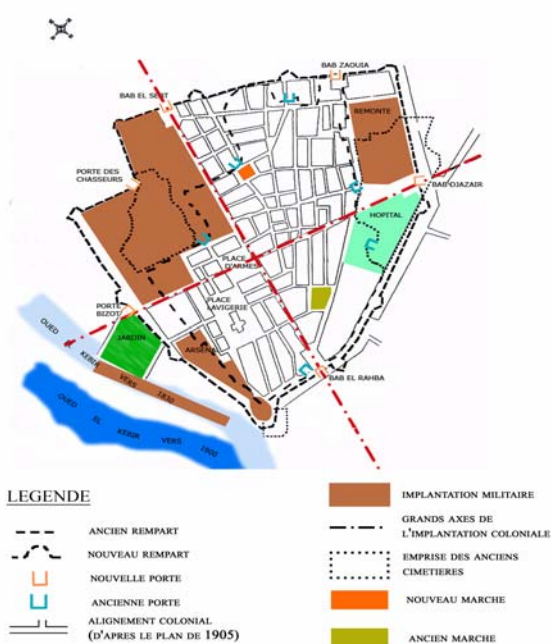 BAB ZAOUIA
BAB EL SEBT
REMONTE
PORTE DES
CHASSEURS
BAB DJAZAIR
HOPITAL
PLACE
D'ARMES
PLACE
LAVIGERIE
PORTE
BIZOT
JARDIN
ARSENAL
BAB EL RAHBA
OUED KEBIR VERS 1830
OUED EL KEBIR VERS 1900
LEGENDE
ANCIEN REMPART
NOUVEAU REMPART
NOUVELLE PORTE
ANCIENNE PORTE
ALIGNEMENT COLONIAL
(D'APRES LE PLAN DE 1905)
IMPLANTATION MILITAIRE
GRANDS AXES DE
L'IMPLANTATION COLONIALE
EMPRISE DES ANCIENS
CIMETIERES
NOUVEAU MARCHE
ANCIEN MARCHE